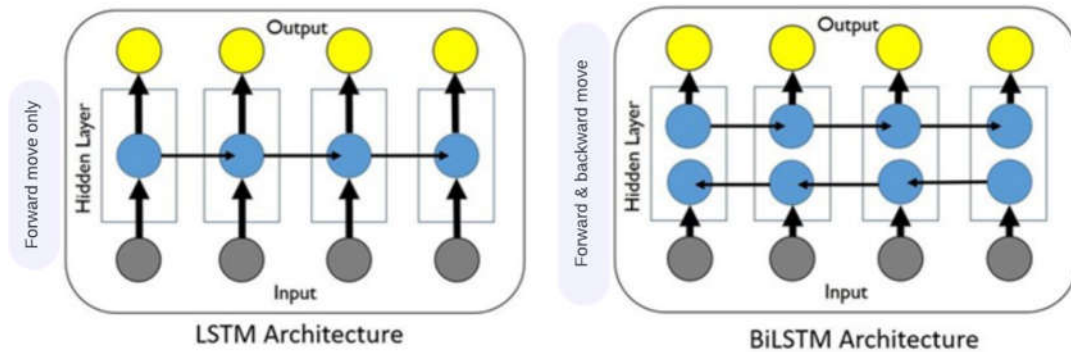 Forward move only
Output
Hidden Layer
Input
LSTM Architecture
Forward & backward move
Output
Hidden Layer
Input
BiLSTM Architecture